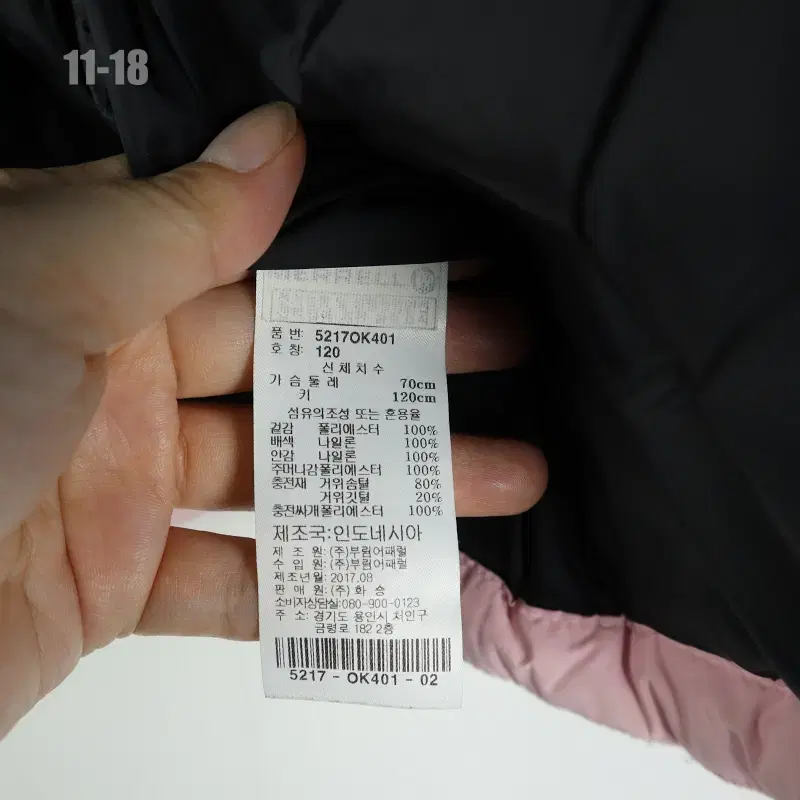 11-18
MERRELL
품 번: 5217OK401
호 칭: 120
신체치수
가슴둘레 70cm
키 120cm
섬유의조성 또는 혼용율
겉감 폴리에스터 100%
배색 나일론 100%
안감 나일론 100%
주머니감폴리에스터 100%
충전재 거위솜털 80%
거위깃털 20%
충전싸개폴리에스터 100%
제조국:인도네시아
제 조 원: (주)부림어패럴
수 입 원: (주)부림어패럴
제조년월: 2017.08
판 매 원: (주) 화 승
소비자상담실:080-900-0123
주 소: 경기도 용인시 처인구
금령로 182 2층
5217 - OK401 - 02